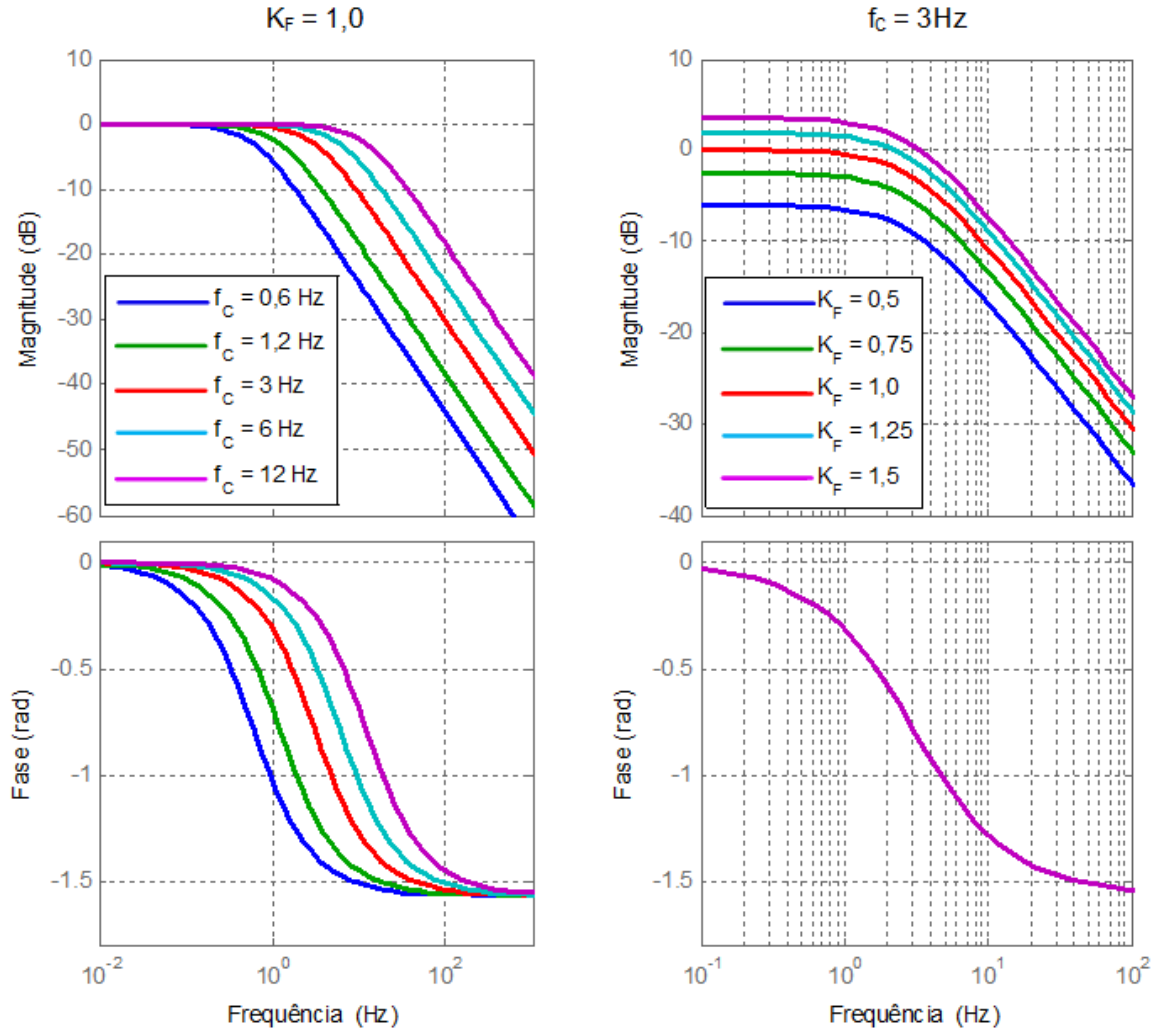 K_F = 1,0
10
0
-10
-20
-30
-40
-50
-60
Magnitude (dB)
f_C = 0,6 Hz
f_C = 1,2 Hz
f_C = 3 Hz
f_C = 6 Hz
f_C = 12 Hz
0
-0.5
-1
-1.5
Fase (rad)
10^-2
10^0
10^2
Frequência (Hz)
f_C = 3Hz
10
0
-10
-20
-30
-40
Magnitude (dB)
K_F = 0,5
K_F = 0,75
K_F = 1,0
K_F = 1,25
K_F = 1,5
0
-0.5
-1
-1.5
Fase (rad)
10^-1
10^0
10^1
10^2
Frequência (Hz)